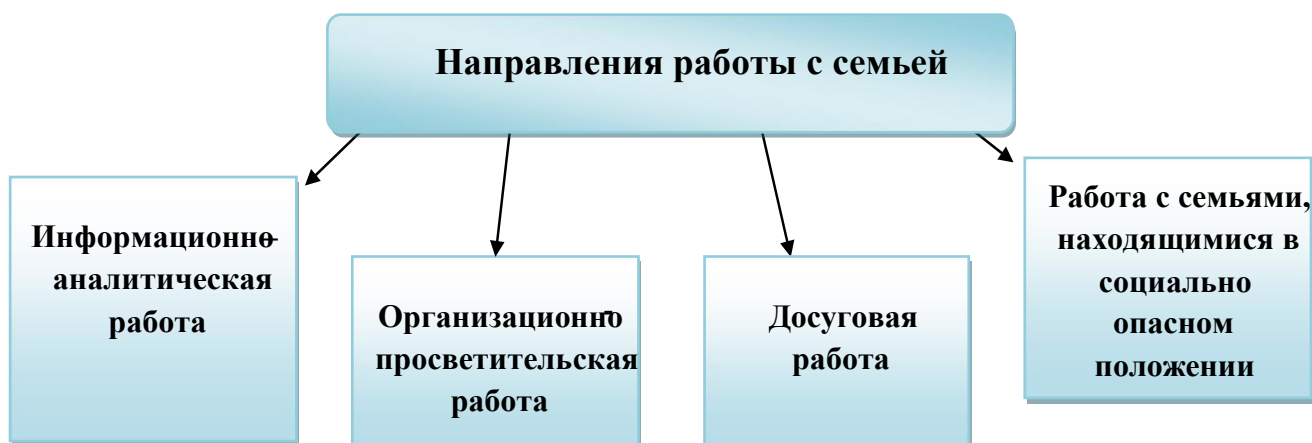 Направления работы с семьей
Информационно-
аналитическая
работа
Организационно-
просветительская
работа
Досуговая
работа
Работа с семьями,
находящимися в
социально
опасном
положении